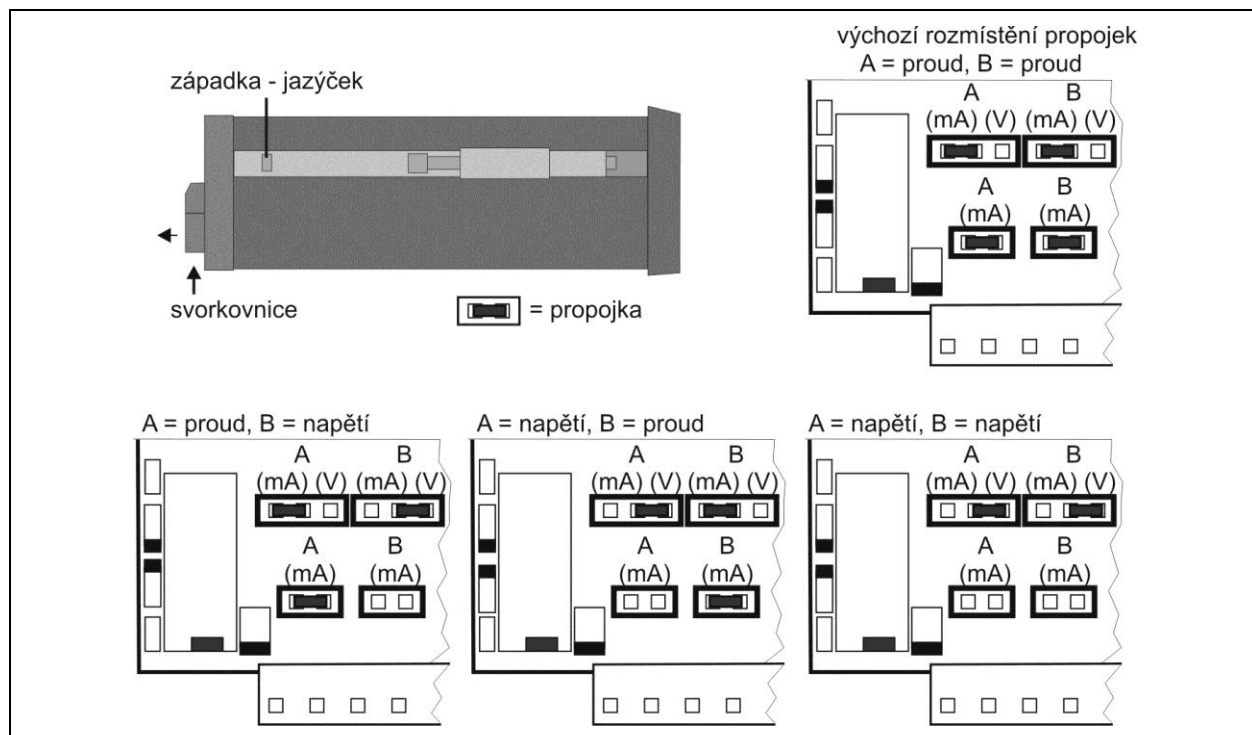 výchozí rozmístění propojek
A = proud, B = proud
západka - jazýček
A B
(mA) (V) (mA) (V)
A B
(mA) (mA)
svorkovnice
= propojka
A = proud, B = napětí
A B
(mA) (V) (mA) (V)
A B
(mA) (mA)
A = napětí, B = proud
A B
(mA) (V) (mA) (V)
A B
(mA) (mA)
A = napětí, B = napětí
A B
(mA) (V) (mA) (V)
A B
(mA) (mA)